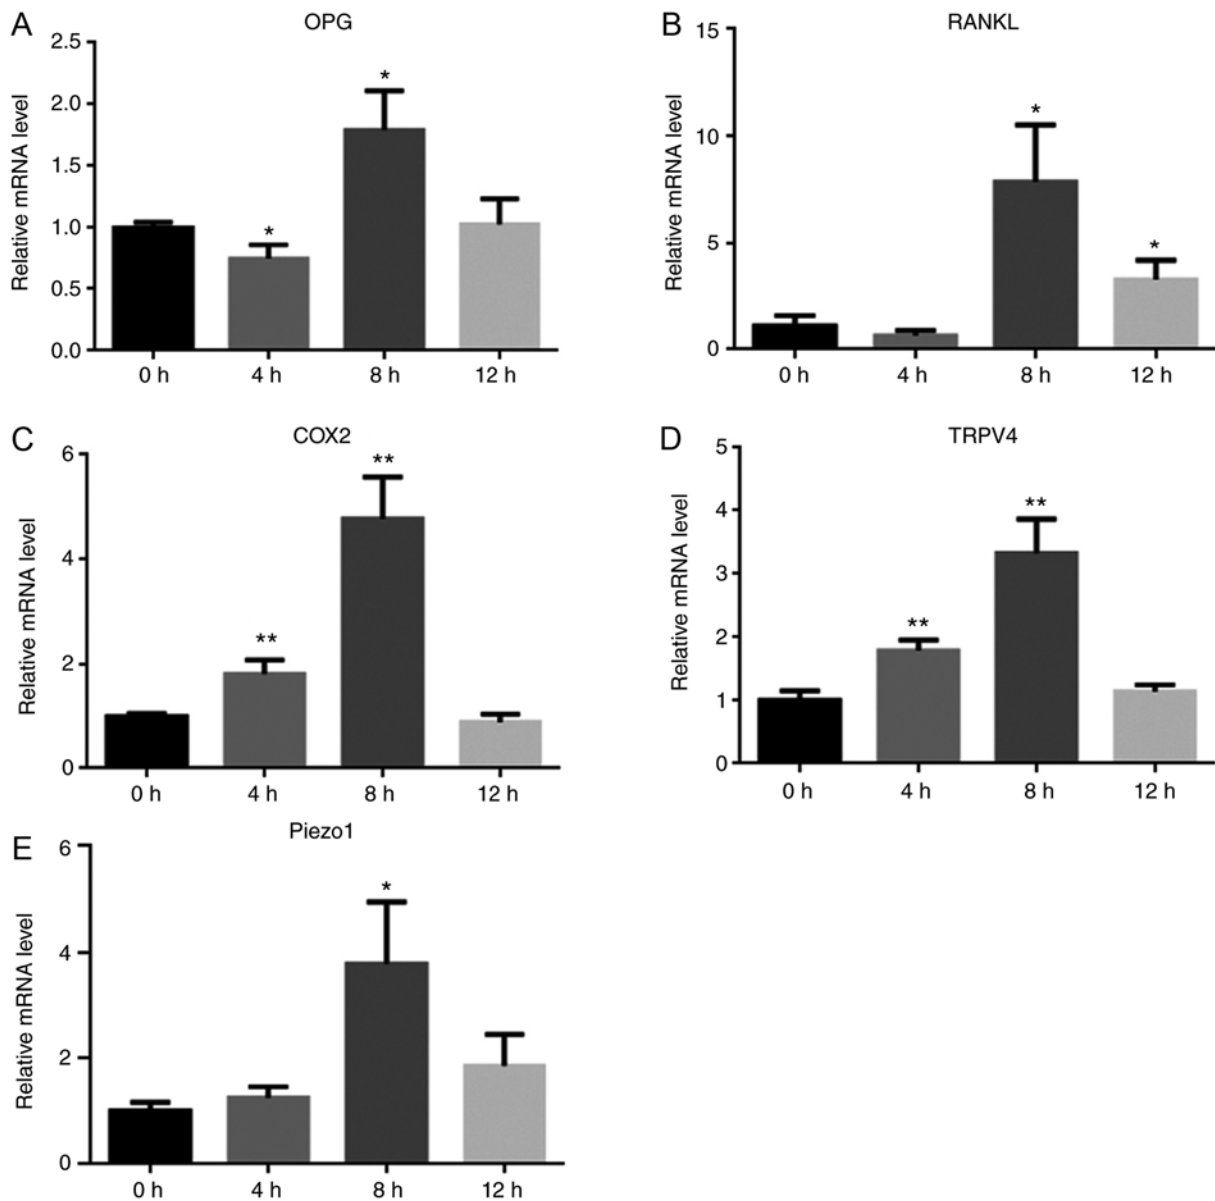 A
OPG
Relative mRNA level
2.5
2.0
*
1.5
1.0
*
0.5
0.0
0 h 4 h 8 h 12 h
B
RANKL
Relative mRNA level
15
10
*
5
*
0
0 h 4 h 8 h 12 h
C
COX2
Relative mRNA level
6
**
4
**
2
0
0 h 4 h 8 h 12 h
D
TRPV4
Relative mRNA level
5
4
**
3
**
2
1
0
0 h 4 h 8 h 12 h
E
Piezo1
Relative mRNA level
6
*
4
2
0
0 h 4 h 8 h 12 h